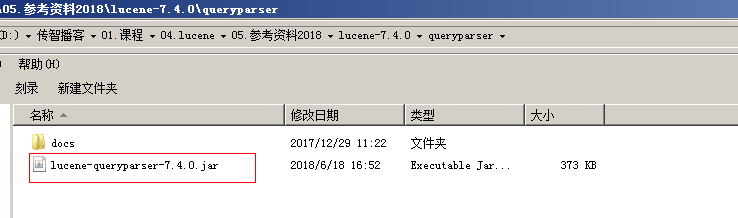 \05.参考资料2018\lucene-7.4.0\queryparser
D:) ▸ 传智播客 ▸ 01.课程 ▸ 04.lucene ▸ 05.参考资料2018 ▸ lucene-7.4.0 ▸ queryparser ▸
帮助(H)
刻录 新建文件夹
名称 修改日期 类型 大小
docs 2017/12/29 11:22 文件夹
lucene-queryparser-7.4.0.jar 2018/6/18 16:52 Executable Jar... 373 KB